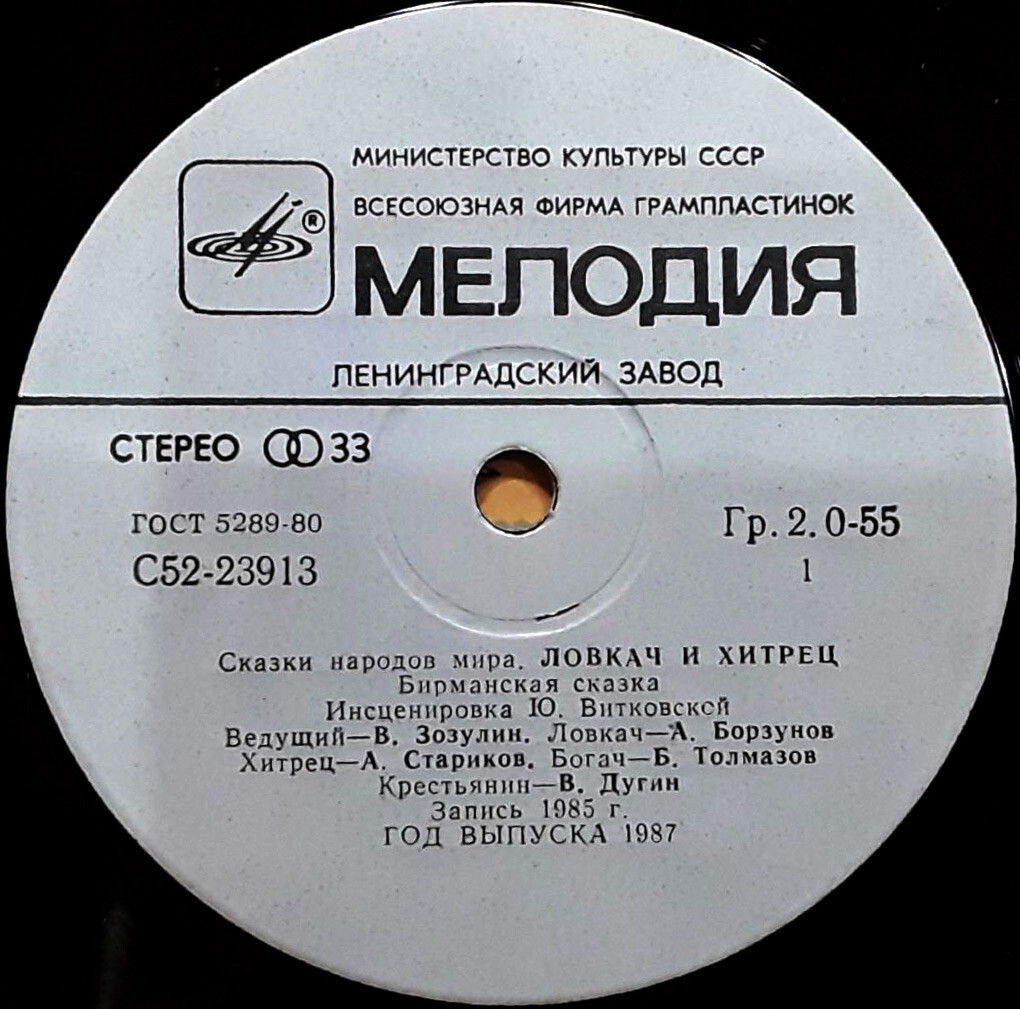 МИНИСТЕРСТВО КУЛЬТУРЫ СССР
ВСЕСОЮЗНАЯ ФИРМА ГРАМПЛАСТИНОК
®
МЕЛОДИЯ
ЛЕНИНГРАДСКИЙ ЗАВОД
СТЕРЕО 33
ГОСТ 5289-80
С52-23913
Гр. 2. 0-55
1
Сказки народов мира. ЛОВКАЧ И ХИТРЕЦ
Бирманская сказка
Инсценировка Ю. Витковской
Ведущий—В. Зозулин. Ловкач—А. Борзунов
Хитрец—А. Стариков. Богач—Б. Толмазов
Крестьянин—В. Дугин
Запись 1985 г.
ГОД ВЫПУСКА 1987